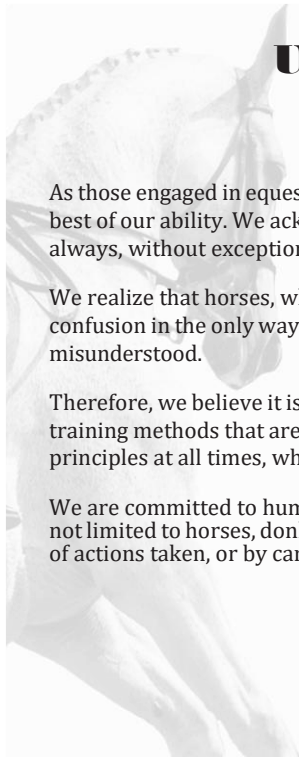 U
As those engaged in eques
best of our ability. We ack
always, without exception
We realize that horses, wh
confusion in the only way
misunderstood.
Therefore, we believe it is
training methods that are
principles at all times, wh
We are committed to hum
not limited to horses, don
of actions taken, or by car